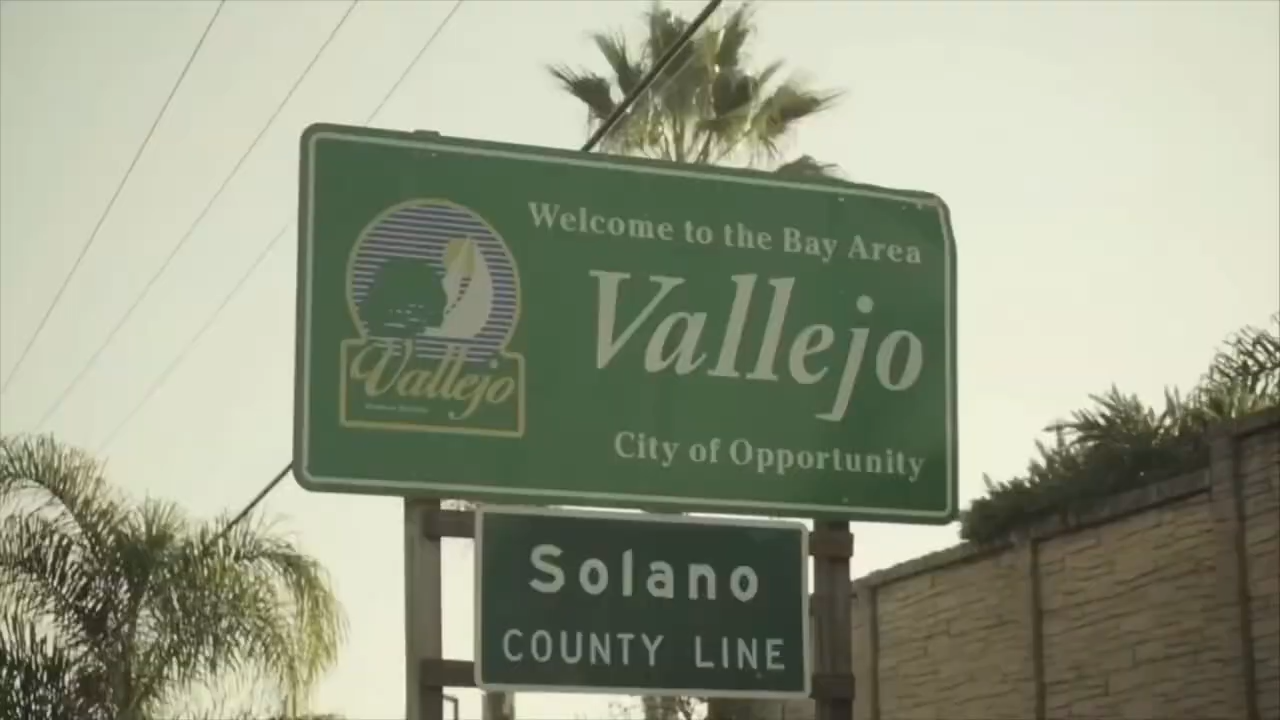 Welcome to the Bay Area
Vallejo
City of Opportunity
Vallejo
Solano
COUNTY LINE